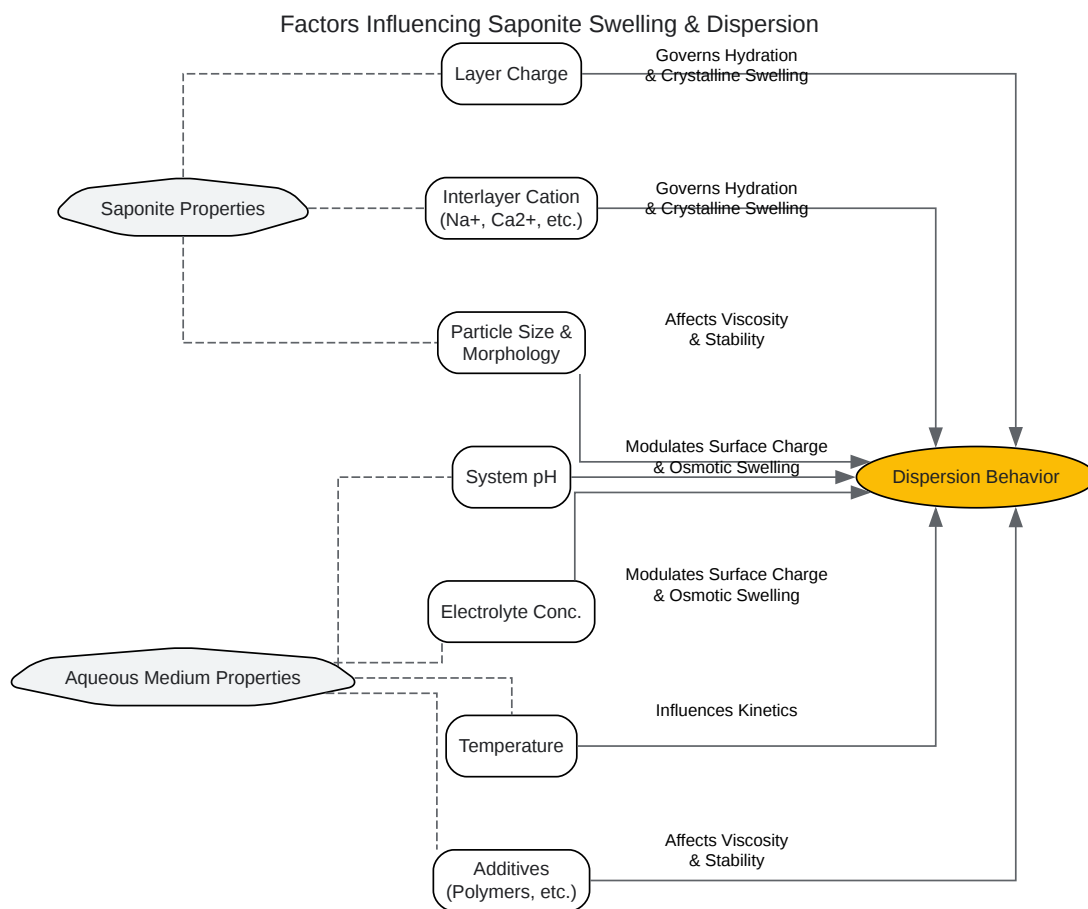 Factors Influencing Saponite Swelling & Dispersion
Layer Charge
Governs Hydration
& Crystalline Swelling
Saponite Properties
Interlayer Cation
(Na+, Ca2+, etc.)
Governs Hydration
& Crystalline Swelling
Particle Size &
Morphology
Affects Viscosity
& Stability
System pH
Modulates Surface Charge
& Osmotic Swelling
Dispersion Behavior
Electrolyte Conc.
Modulates Surface Charge
& Osmotic Swelling
Aqueous Medium Properties
Temperature
Influences Kinetics
Additives
(Polymers, etc.)
Affects Viscosity
& Stability